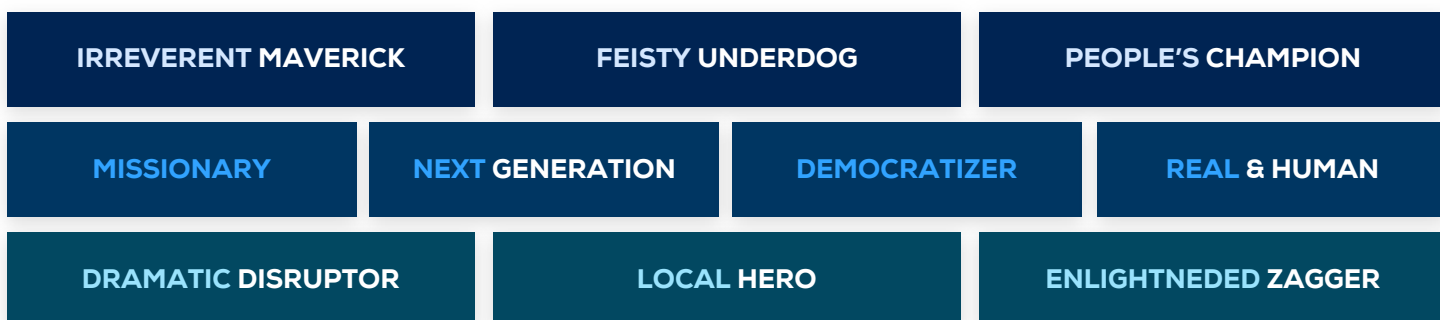 IRREVERENT MAVERICK
FEISTY UNDERDOG
PEOPLE'S CHAMPION
MISSIONARY
NEXT GENERATION
DEMOCRATIZER
REAL & HUMAN
DRAMATIC DISRUPTOR
LOCAL HERO
ENLIGHTNEDED ZAGGER